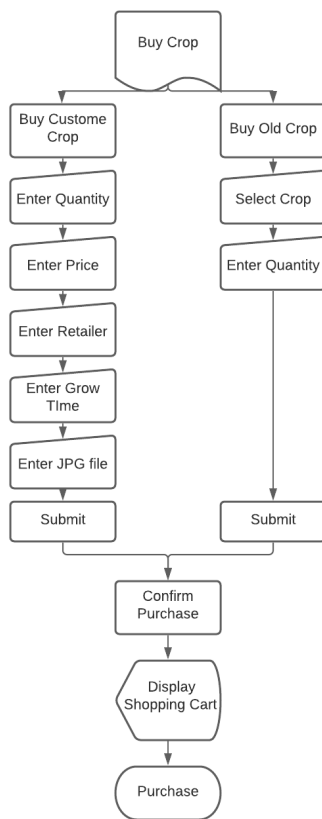 Buy Crop
Buy Custome
Crop
Enter Quantity
Enter Price
Enter Retailer
Enter Grow
TIme
Enter JPG file
Submit
Buy Old Crop
Select Crop
Enter Quantity
Submit
Confirm
Purchase
Display
Shopping Cart
Purchase